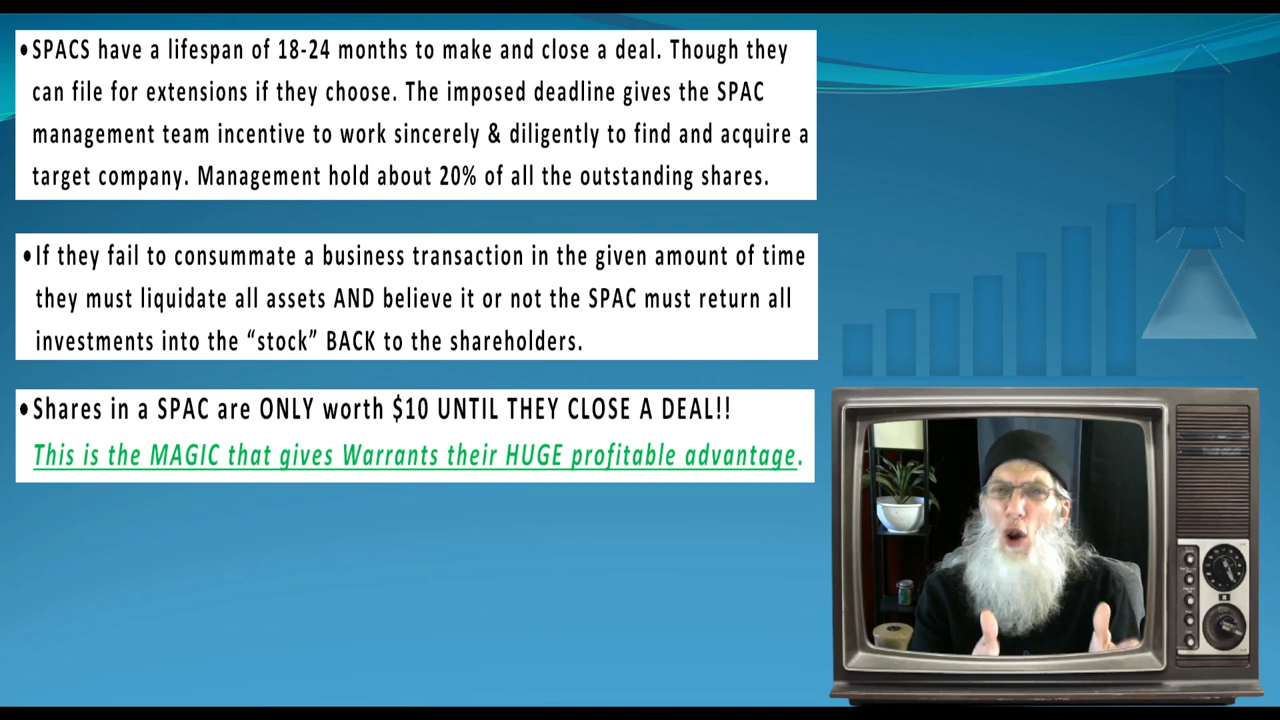 •SPACS have a lifespan of 18-24 months to make and close a deal. Though they
can file for extensions if they choose. The imposed deadline gives the SPAC
management team incentive to work sincerely & diligently to find and acquire a
target company. Management hold about 20% of all the outstanding shares.
•If they fail to consummate a business transaction in the given amount of time
they must liquidate all assets AND believe it or not the SPAC must return all
investments into the “stock” BACK to the shareholders.
•Shares in a SPAC are ONLY worth $10 UNTIL THEY CLOSE A DEAL!!
This is the MAGIC that gives Warrants their HUGE profitable advantage.